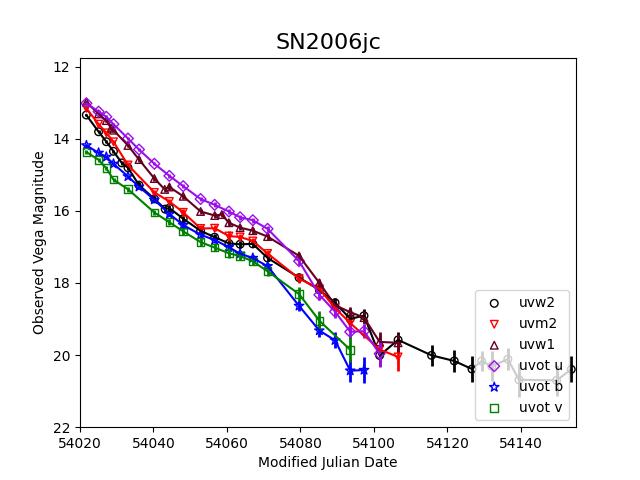 SN2006jc
Observed Vega Magnitude
12
14
16
18
20
22
uvw2
uvm2
uvw1
uvot u
uvot b
uvot v
54020 54040 54060 54080 54100 54120 54140
Modified Julian Date